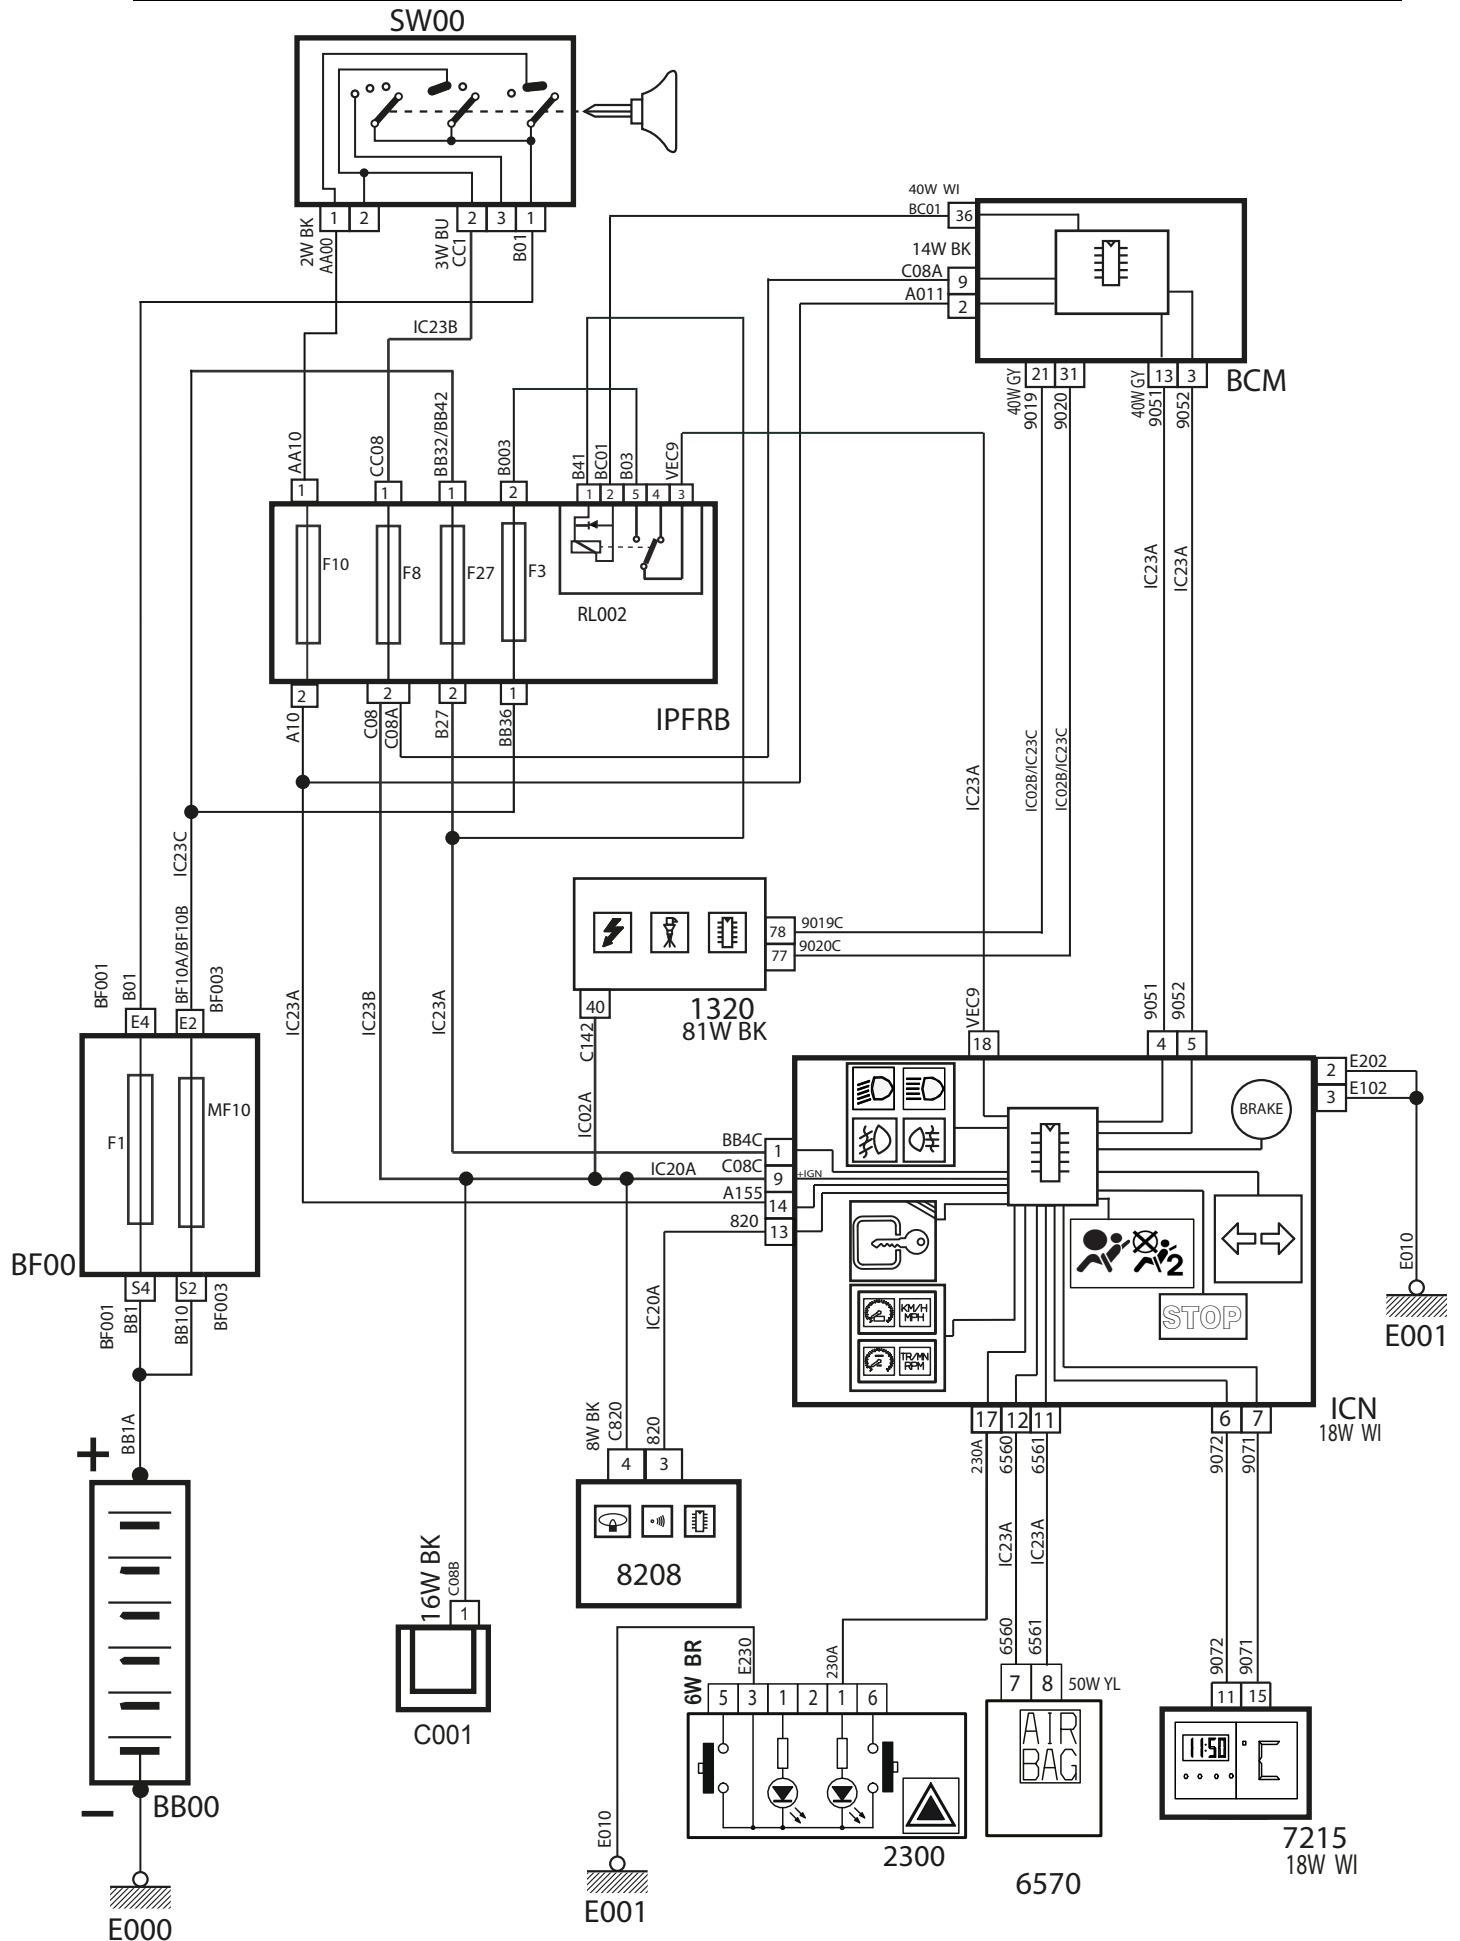 SW00
1
2
2
3
1
2W BK
AA00
3W BU
CC1
B01
IC23B
40W WI
BC01
36
14W BK
C08A
9
A011
2
21
31
13
3
BCM
40W GY
9019
9020
40W GY
9051
9052
AA10
CC08
BB32/BB42
B003
B41
BC01
B03
VEC9
1
1
1
2
1
2
5
4
3
F10
F8
F27
F3
RL002
2
2
2
1
IPFRB
A10
C08
C08A
B27
BB36
IC23A
IC23A
IC23A
IC02B/IC23C
IC02B/IC23C
IC23C
BF10A/BF10B
BF001
B01
BF003
E4
E2
IC23A
IC23B
IC23A
78
9019C
77
9020C
40
1320
81W BK
C142
IC02A
VEC9
9051
9052
18
4
5
2
E202
3
E102
BRAKE
F1
MF10
BF00
S4
S2
BF001
BB1
BB10
BF003
BB4C
1
IC20A
C08C
9
+IGN
A155
14
820
13
2
KM/H
MPH
TR/MN
RPM
STOP
E010
E001
IC20A
17
12
11
6
7
ICN
18W WI
230A
6560
6561
9072
9071
BB1A
+
8W BK
C820
820
4
3
8208
IC23A
IC23A
16W BK
C08B
1
C001
6560
6561
9072
9071
6W BR
E230
230A
5
3
1
2
1
6
7
8
50W YL
11
15
AIR
BAG
11:50
°C
BB00
–
E010
2300
7215
18W WI
6570
E001
E000